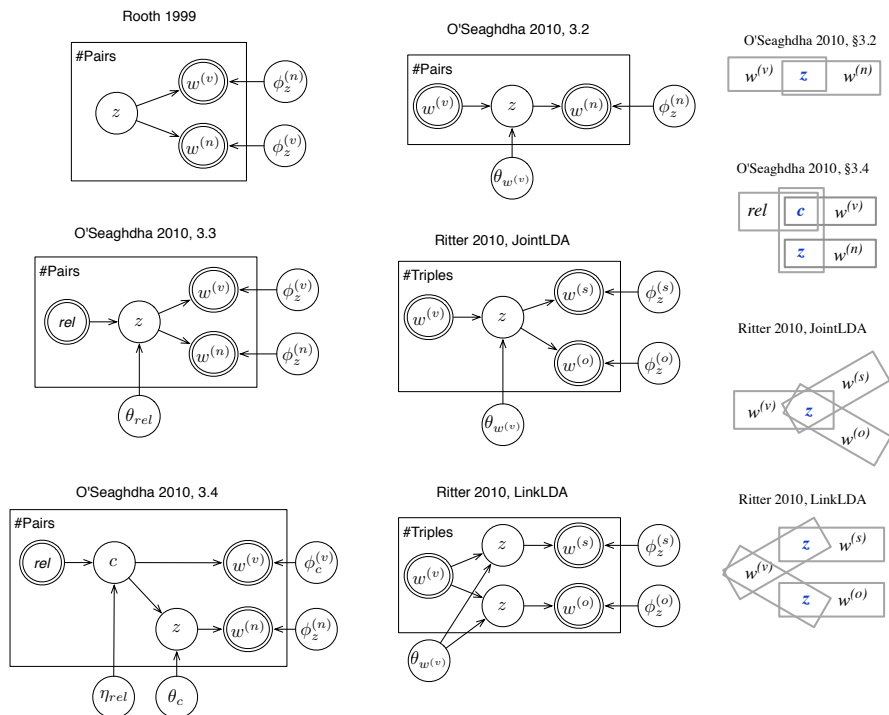 Rooth 1999
#Pairs
w^(v)
φ_z^(n)
z
w^(n)
φ_z^(v)
O'Seaghdha 2010, 3.2
#Pairs
w^(v)
z
w^(n)
φ_z^(n)
θ_w^(v)
O'Seaghdha 2010, §3.2
w^(v)
z
w^(n)
O'Seaghdha 2010, §3.4
rel
c
w^(v)
z
w^(n)
O'Seaghdha 2010, 3.3
#Pairs
w^(v)
φ_z^(v)
rel
z
w^(n)
φ_z^(n)
θ_rel
Ritter 2010, JointLDA
#Triples
w^(s)
φ_z^(s)
w^(v)
z
w^(o)
φ_z^(o)
θ_w^(v)
Ritter 2010, JointLDA
w^(s)
w^(v)
z
w^(o)
O'Seaghdha 2010, 3.4
#Pairs
rel
c
w^(v)
φ_c^(v)
z
w^(n)
φ_z^(n)
η_rel
θ_c
Ritter 2010, LinkLDA
#Triples
z
w^(s)
φ_z^(s)
w^(v)
z
w^(o)
φ_z^(o)
θ_w^(v)
Ritter 2010, LinkLDA
z
w^(s)
w^(v)
z
w^(o)